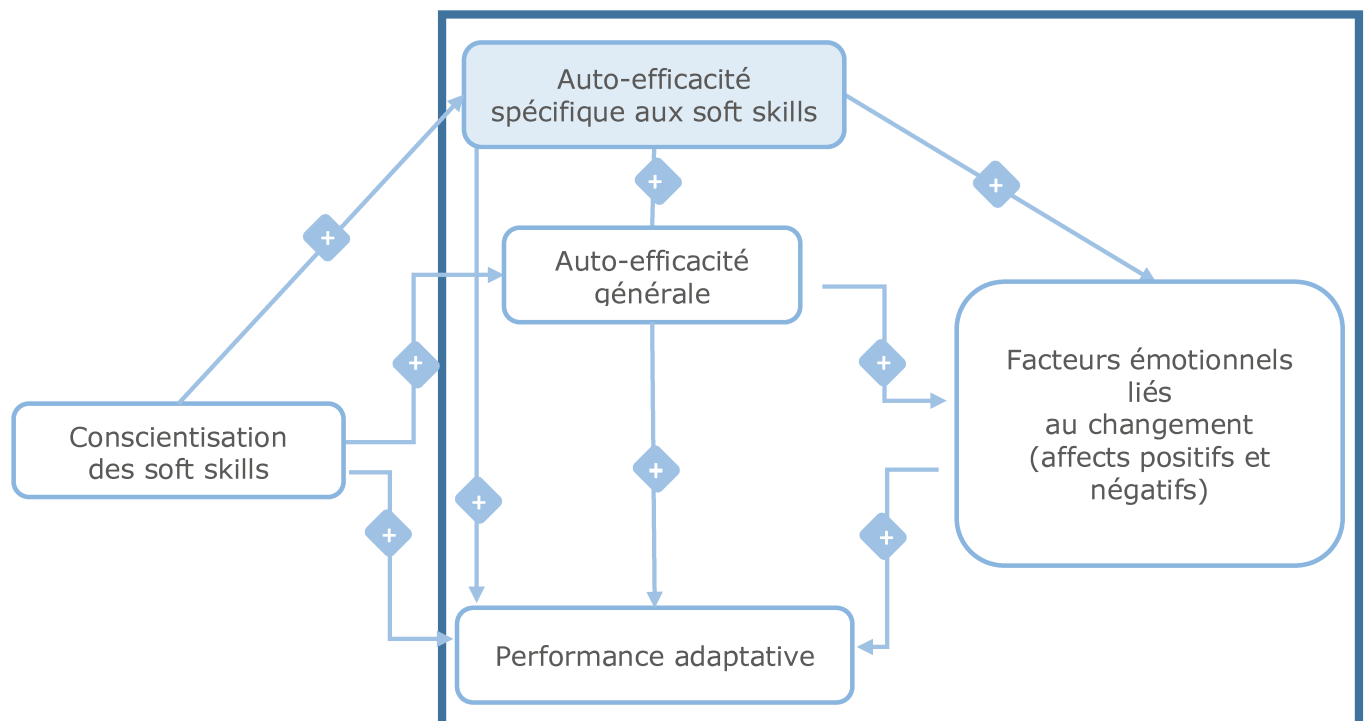 Auto-efficacité
spécifique aux soft skills
+
+
+
Auto-efficacité
générale
+
+
Facteurs émotionnels
liés
au changement
(affects positifs et
négatifs)
Conscientisation
des soft skills
+
+
+
+
Performance adaptative